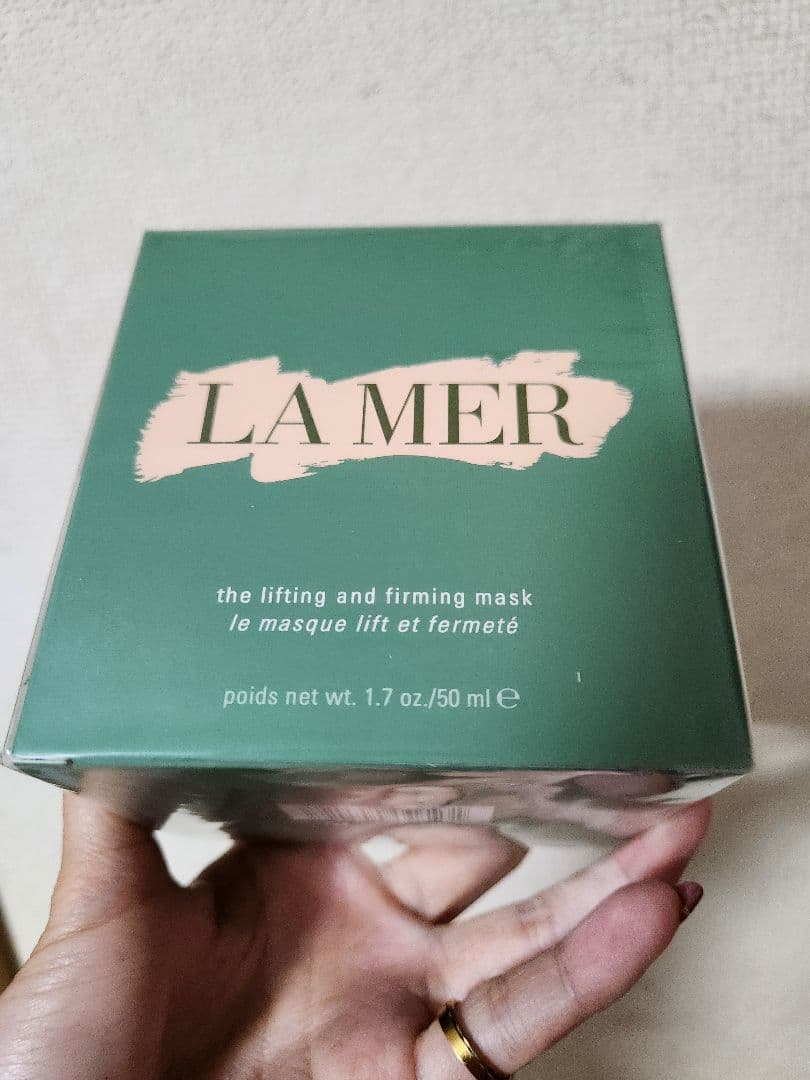 LA MER
the lifting and firming mask
le masque lift et fermeté
poids net wt. 1.7 oz./50 ml ℮